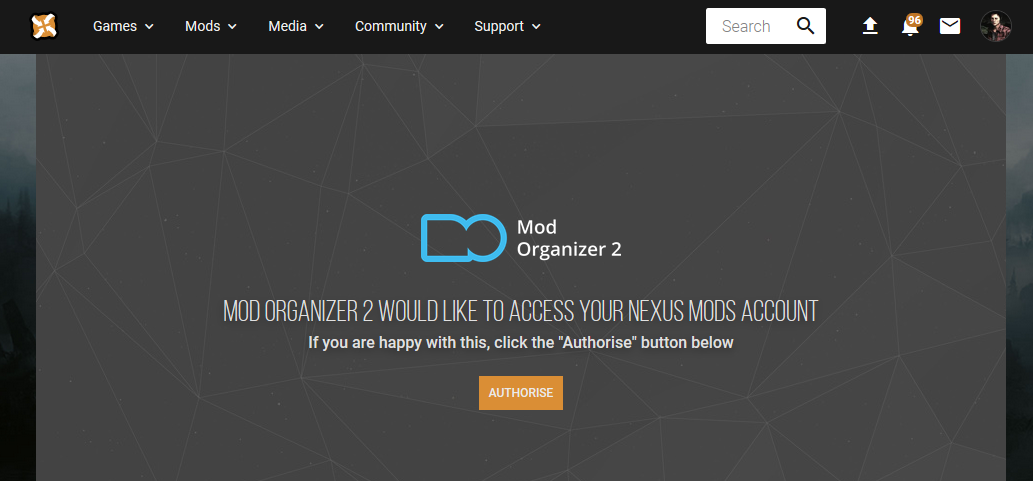 Games Mods Media Community Support Search 96
Mod
Organizer 2
MOD ORGANIZER 2 WOULD LIKE TO ACCESS YOUR NEXUS MODS ACCOUNT
If you are happy with this, click the "Authorise" button below
AUTHORISE